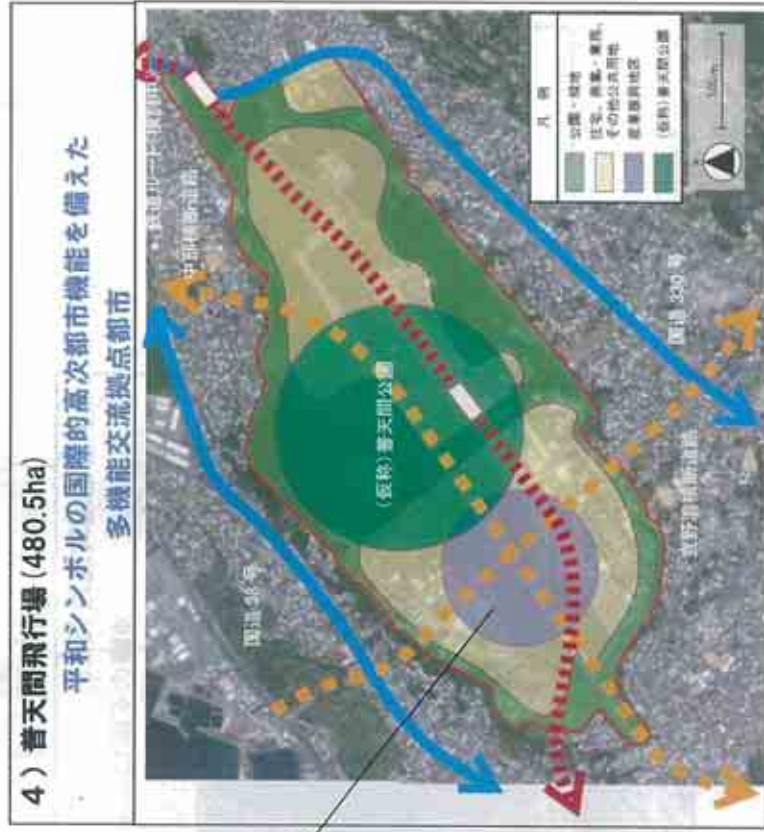 4) 普天間飛行場 (480.5ha)
平和シンボルの国際的高次都市機能を備えた
多機能交流拠点都市
中部縦貫道路
国道 58 号
(仮称) 普天間公園
国道 330 号
宜野湾横断道路
凡 例
公園・緑地
住宅、商業・業務、
その他公共用地
産業振興地区
(仮称) 普天間公園
500m